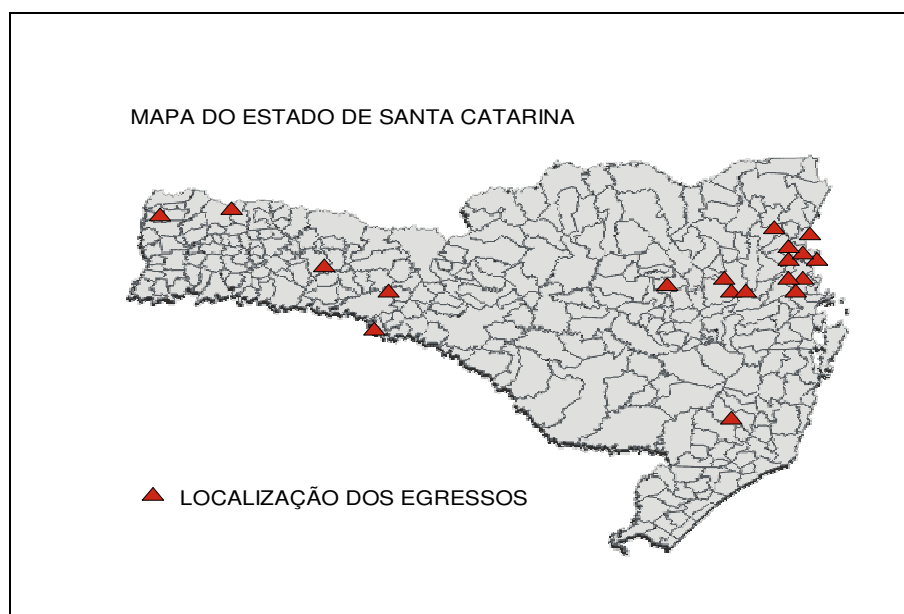 MAPA DO ESTADO DE SANTA CATARINA
LOCALIZAÇÃO DOS EGRESSOS